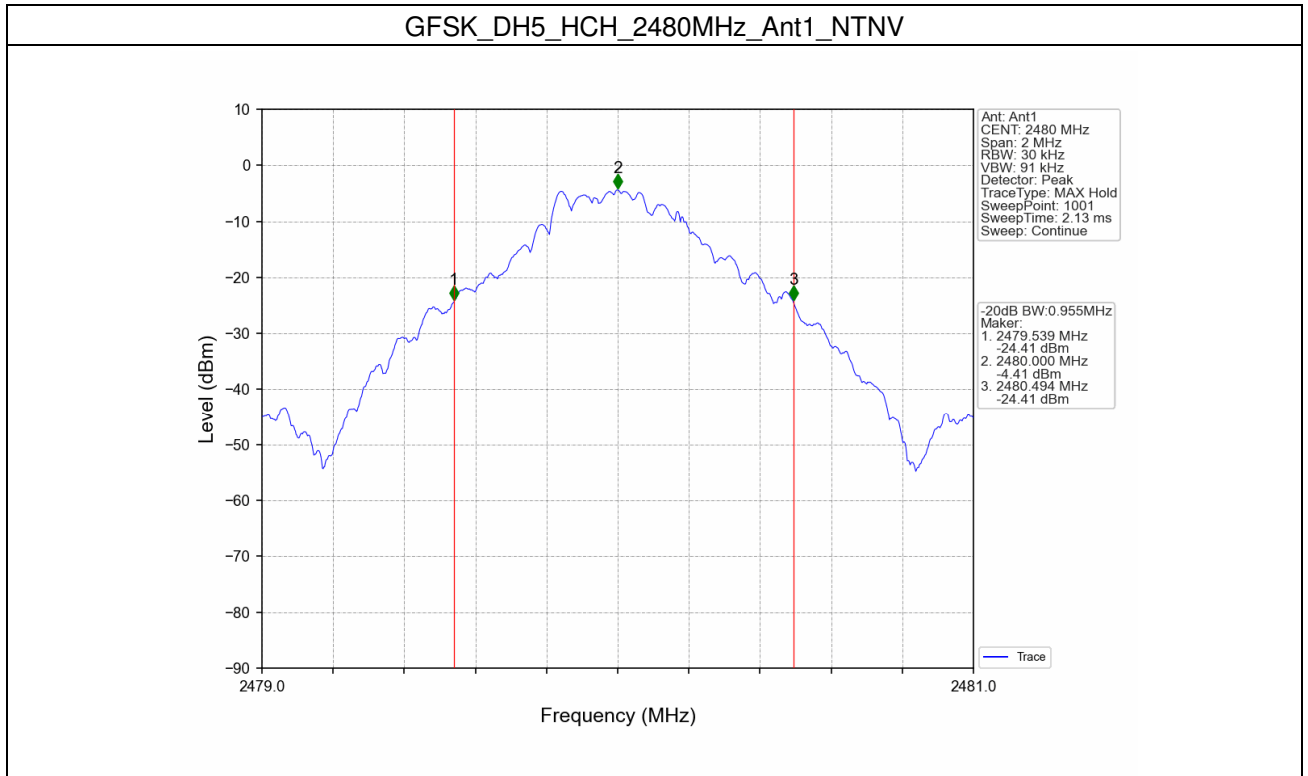 GFSK_DH5_HCH_2480MHz_Ant1_NTNV
10
0
−10
−20
−30
−40
−50
−60
−70
−80
−90
Level (dBm)
1
2
3
2479.0
2481.0
Frequency (MHz)
Ant: Ant1
CENT: 2480 MHz
Span: 2 MHz
RBW: 30 kHz
VBW: 91 kHz
Detector: Peak
TraceType: MAX Hold
SweepPoint: 1001
SweepTime: 2.13 ms
Sweep: Continue
-20dB BW:0.955MHz
Maker:
1. 2479.539 MHz
-24.41 dBm
2. 2480.000 MHz
-4.41 dBm
3. 2480.494 MHz
-24.41 dBm
Trace